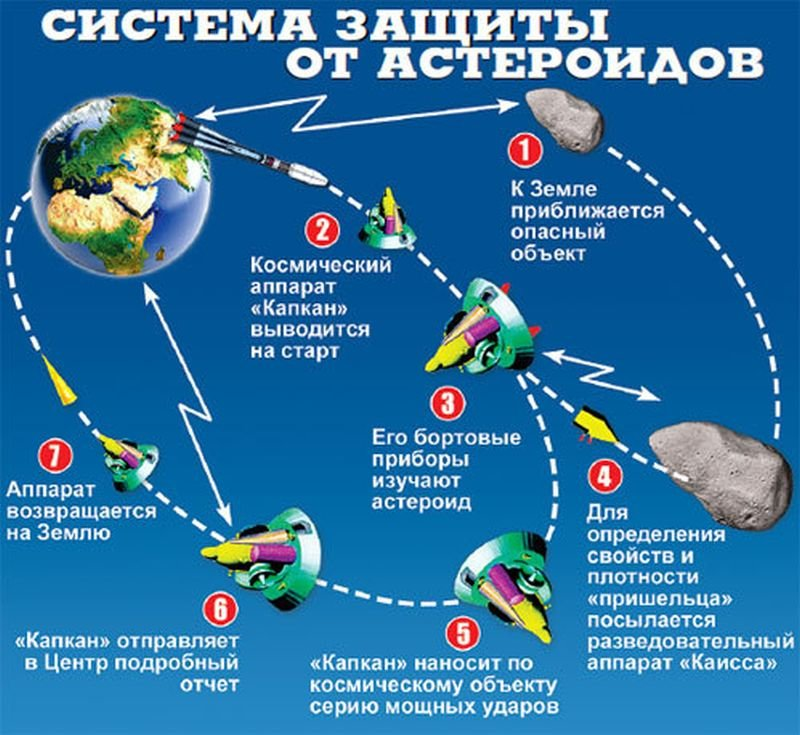 СИСТЕМА ЗАЩИТЫ
ОТ АСТЕРОИДОВ
1
К Земле
приближается
опасный
объект
2
Космический
аппарат
«Капкан»
выводится
на старт
3
Его бортовые
приборы
изучают
астероид
4
Для
определения
свойств и
плотности
«пришельца»
посылается
разведовательный
аппарат «Каисса»
5
«Капкан» наносит по
космическому объекту
серию мощных ударов
6
«Капкан» отправляет
в Центр подробный
отчет
7
Аппарат
возвращается
на Землю